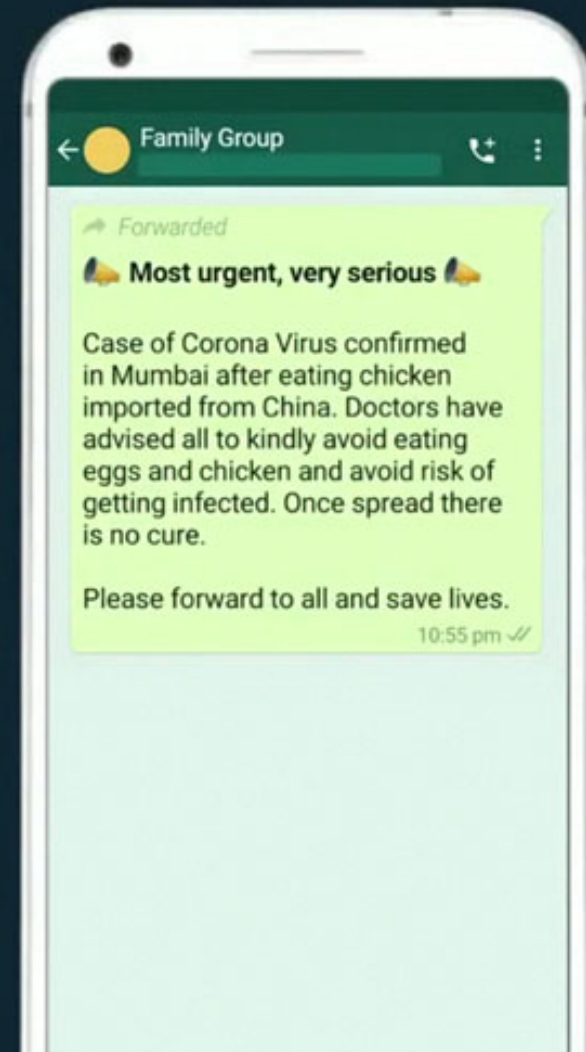 Family Group
Forwarded
Most urgent, very serious
Case of Corona Virus confirmed
in Mumbai after eating chicken
imported from China. Doctors have
advised all to kindly avoid eating
eggs and chicken and avoid risk of
getting infected. Once spread there
is no cure.
Please forward to all and save lives.
10:55 pm